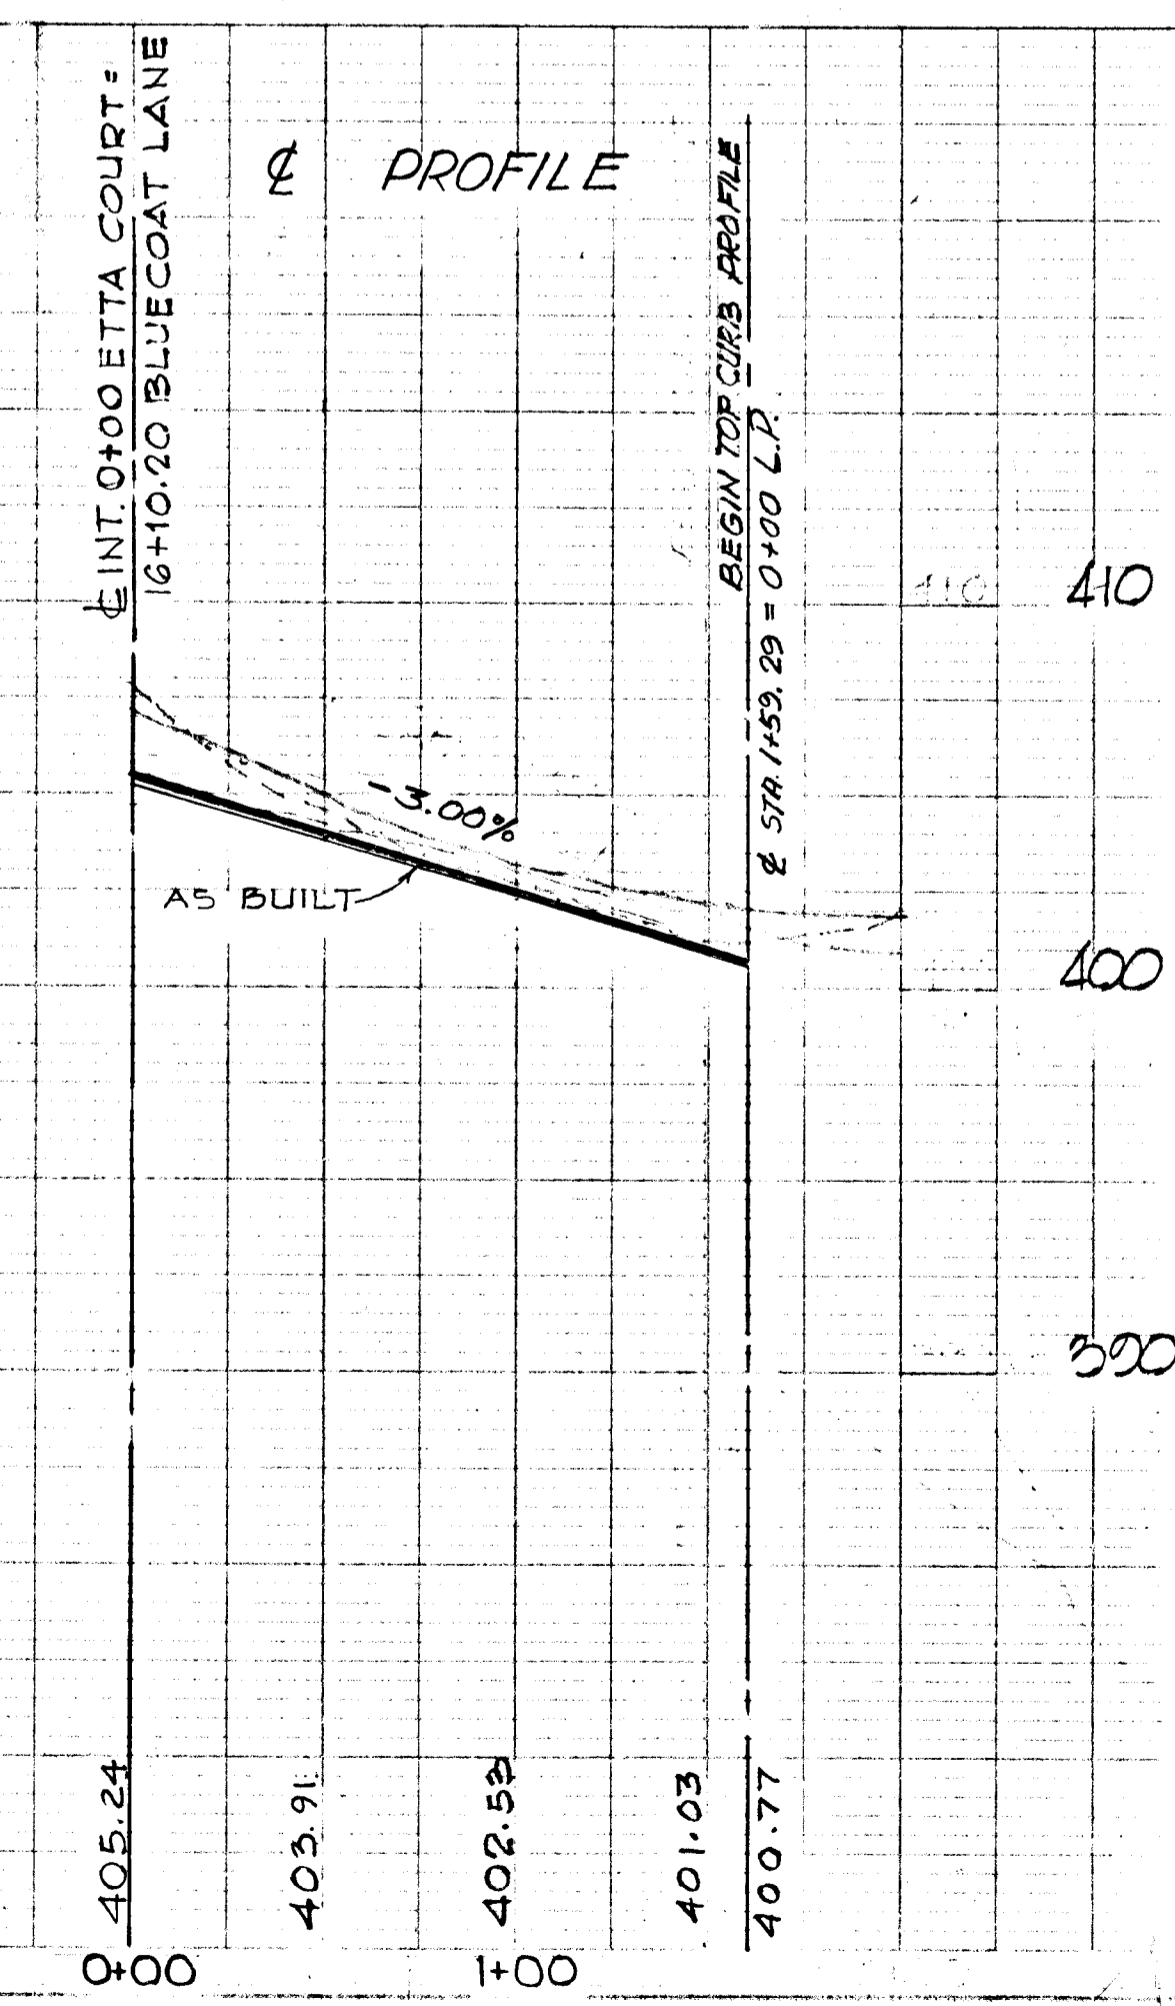 ℄ INT. 0+00 ETTA COURT =
16+10.20 BLUECOAT LANE
℄ PROFILE
BEGIN TOP CURB PROFILE
℄ STA. 1+59.29 = 0+00 L.P.
410
410
-3.00%
AS BUILT
400
390
405.24
403.91
402.53
401.03
400.77
0+00
1+00